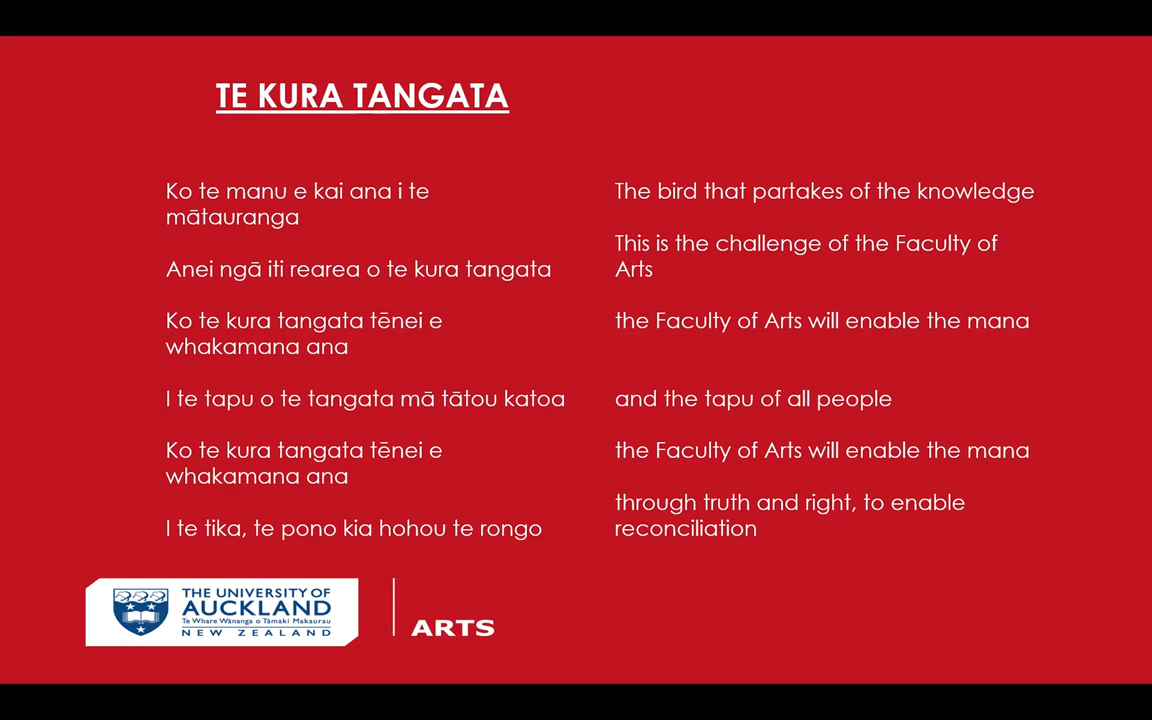 TE KURA TANGATA
Ko te manu e kai ana i te
mātauranga
Anei ngā iti rearea o te kura tangata
Ko te kura tangata tēnei e
whakamana ana
I te tapu o te tangata mā tātou katoa
Ko te kura tangata tēnei e
whakamana ana
I te tika, te pono kia hohou te rongo
The bird that partakes of the knowledge
This is the challenge of the Faculty of
Arts
the Faculty of Arts will enable the mana
and the tapu of all people
the Faculty of Arts will enable the mana
through truth and right, to enable
reconciliation
THE UNIVERSITY OF
AUCKLAND
Te Whare Wānanga o Tāmaki Makaurau
NEW ZEALAND
ARTS